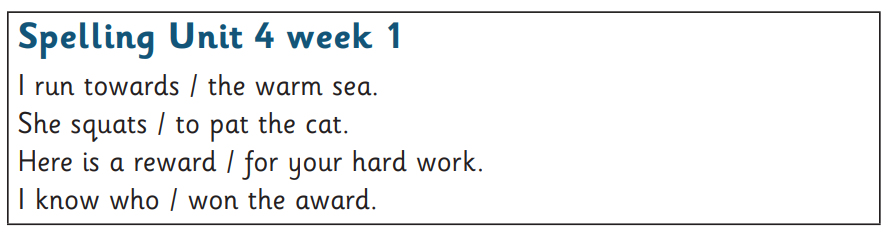 Spelling Unit 4 week 1
I run towards / the warm sea.
She squats / to pat the cat.
Here is a reward / for your hard work.
I know who / won the award.